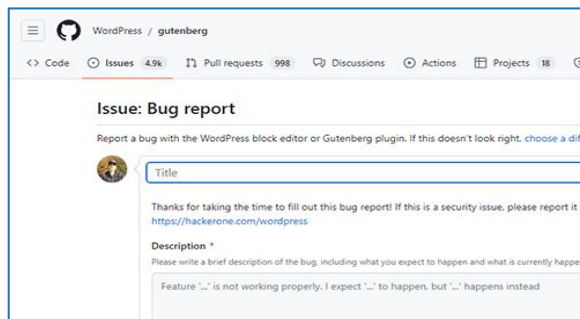 WordPress / gutenberg
Code Issues 4.9k Pull requests 998 Discussions Actions Projects 18
Issue: Bug report
Report a bug with the WordPress block editor or Gutenberg plugin. If this doesn't look right, choose a dif
Title
Thanks for taking the time to fill out this bug report! If this is a security issue, please report it
https://hackerone.com/wordpress
Description *
Please write a brief description of the bug, including what you expect to happen and what is currently happe
Feature '...' is not working properly. I expect '...' to happen, but '...' happens instead